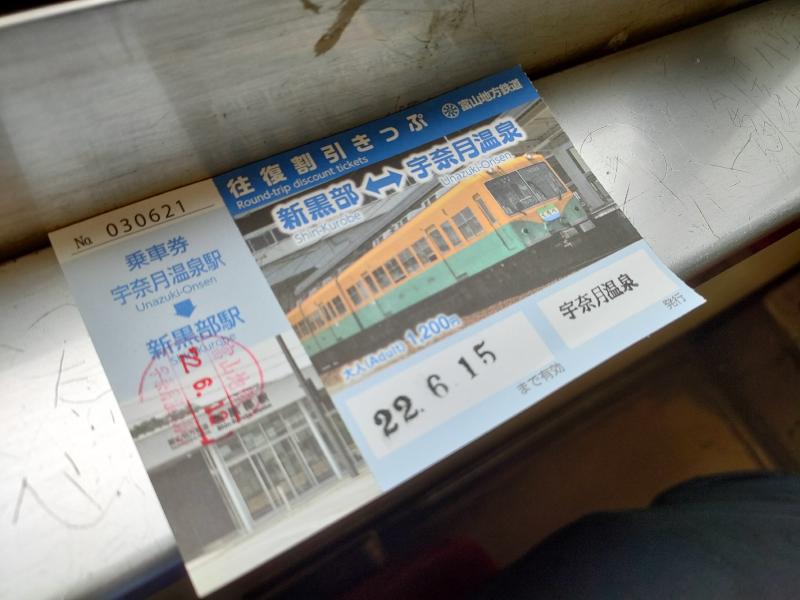 № 030621
乗車券
宇奈月温泉駅
Unazuki-Onsen
新黒部駅
Shin-Kurobe
往復割引きっぷ
Round-trip discount tickets
富山地方鉄道
新黒部 ↔ 宇奈月温泉
Shin-Kurobe
Unazuki-Onsen
大人(Adult) 1,200円
22.6.15
まで有効
宇奈月温泉
発行